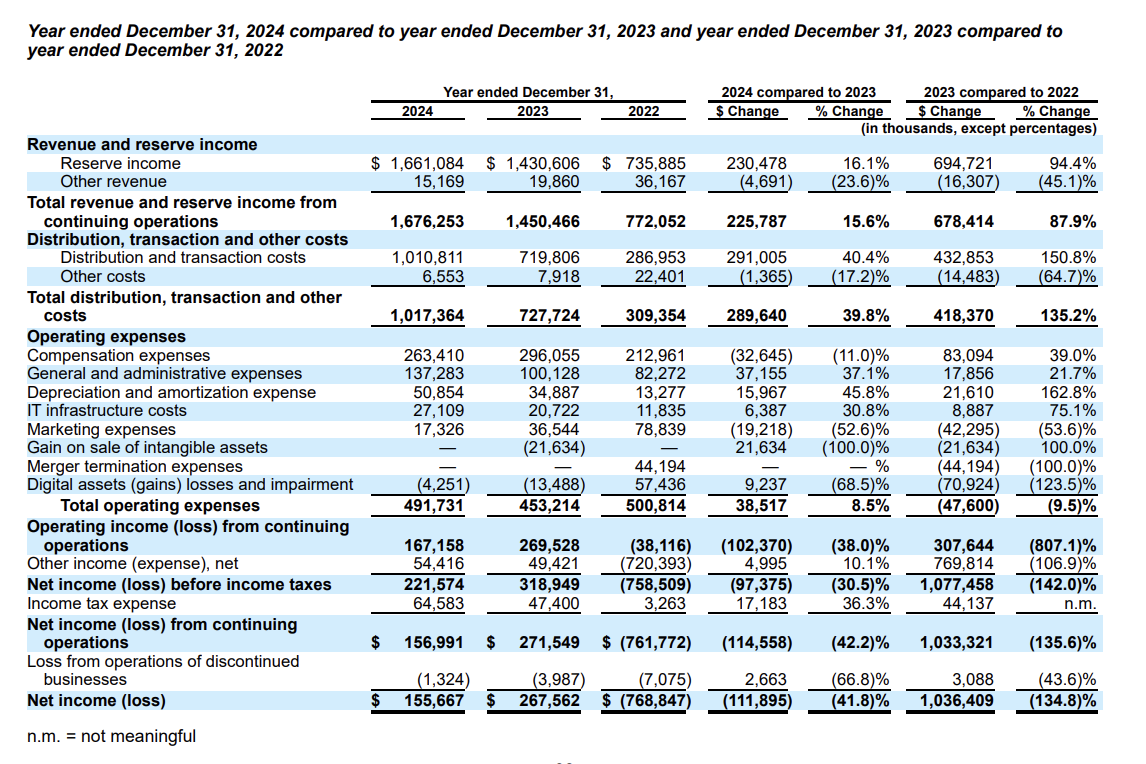 Year ended December 31, 2024 compared to year ended December 31, 2023 and year ended December 31, 2023 compared to
year ended December 31, 2022
Year ended December 31, 2024 compared to 2023 2023 compared to 2022
2024 2023 2022 $ Change % Change $ Change % Change
(in thousands, except percentages)
Revenue and reserve income
Reserve income $ 1,661,084 $ 1,430,606 $ 735,885 230,478 16.1% 694,721 94.4%
Other revenue 15,169 19,860 36,167 (4,691) (23.6)% (16,307) (45.1)%
Total revenue and reserve income from
continuing operations 1,676,253 1,450,466 772,052 225,787 15.6% 678,414 87.9%
Distribution, transaction and other costs
Distribution and transaction costs 1,010,811 719,806 286,953 291,005 40.4% 432,853 150.8%
Other costs 6,553 7,918 22,401 (1,365) (17.2)% (14,483) (64.7)%
Total distribution, transaction and other
costs 1,017,364 727,724 309,354 289,640 39.8% 418,370 135.2%
Operating expenses
Compensation expenses 263,410 296,055 212,961 (32,645) (11.0)% 83,094 39.0%
General and administrative expenses 137,283 100,128 82,272 37,155 37.1% 17,856 21.7%
Depreciation and amortization expense 50,854 34,887 13,277 15,967 45.8% 21,610 162.8%
IT infrastructure costs 27,109 20,722 11,835 6,387 30.8% 8,887 75.1%
Marketing expenses 17,326 36,544 78,839 (19,218) (52.6)% (42,295) (53.6)%
Gain on sale of intangible assets — (21,634) — 21,634 (100.0)% (21,634) 100.0%
Merger termination expenses — — 44,194 — — % (44,194) (100.0)%
Digital assets (gains) losses and impairment (4,251) (13,488) 57,436 9,237 (68.5)% (70,924) (123.5)%
Total operating expenses 491,731 453,214 500,814 38,517 8.5% (47,600) (9.5)%
Operating income (loss) from continuing
operations 167,158 269,528 (38,116) (102,370) (38.0)% 307,644 (807.1)%
Other income (expense), net 54,416 49,421 (720,393) 4,995 10.1% 769,814 (106.9)%
Net income (loss) before income taxes 221,574 318,949 (758,509) (97,375) (30.5)% 1,077,458 (142.0)%
Income tax expense 64,583 47,400 3,263 17,183 36.3% 44,137 n.m.
Net income (loss) from continuing
operations $ 156,991 $ 271,549 $ (761,772) (114,558) (42.2)% 1,033,321 (135.6)%
Loss from operations of discontinued
businesses (1,324) (3,987) (7,075) 2,663 (66.8)% 3,088 (43.6)%
Net income (loss) $ 155,667 $ 267,562 $ (768,847) (111,895) (41.8)% 1,036,409 (134.8)%
n.m. = not meaningful